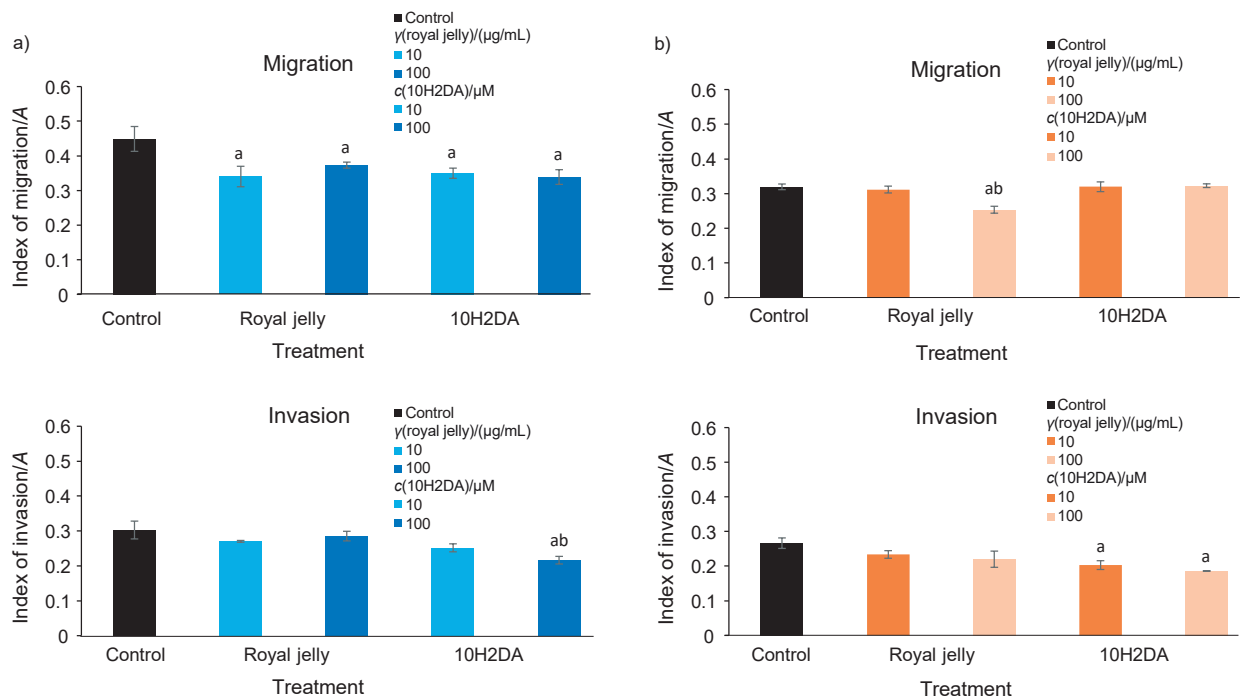 a)
Migration
Control
γ(royal jelly)/(µg/mL)
10
100
c(10H2DA)/µM
10
100
Index of migration/A
0.6
0.5
0.4
0.3
0.2
0.1
0
a
a
a
a
Control
Royal jelly
10H2DA
Treatment
b)
Migration
Control
γ(royal jelly)/(µg/mL)
10
100
c(10H2DA)/µM
10
100
Index of migration/A
0.6
0.5
0.4
0.3
0.2
0.1
0
ab
Control
Royal jelly
10H2DA
Treatment
Invasion
Control
γ(royal jelly)/(µg/mL)
10
100
c(10H2DA)/µM
10
100
Index of invasion/A
0.6
0.5
0.4
0.3
0.2
0.1
0
ab
Control
Royal jelly
10H2DA
Treatment
Invasion
Control
γ(royal jelly)/(µg/mL)
10
100
c(10H2DA)/µM
10
100
Index of invasion/A
0.6
0.5
0.4
0.3
0.2
0.1
0
a
a
Control
Royal jelly
10H2DA
Treatment